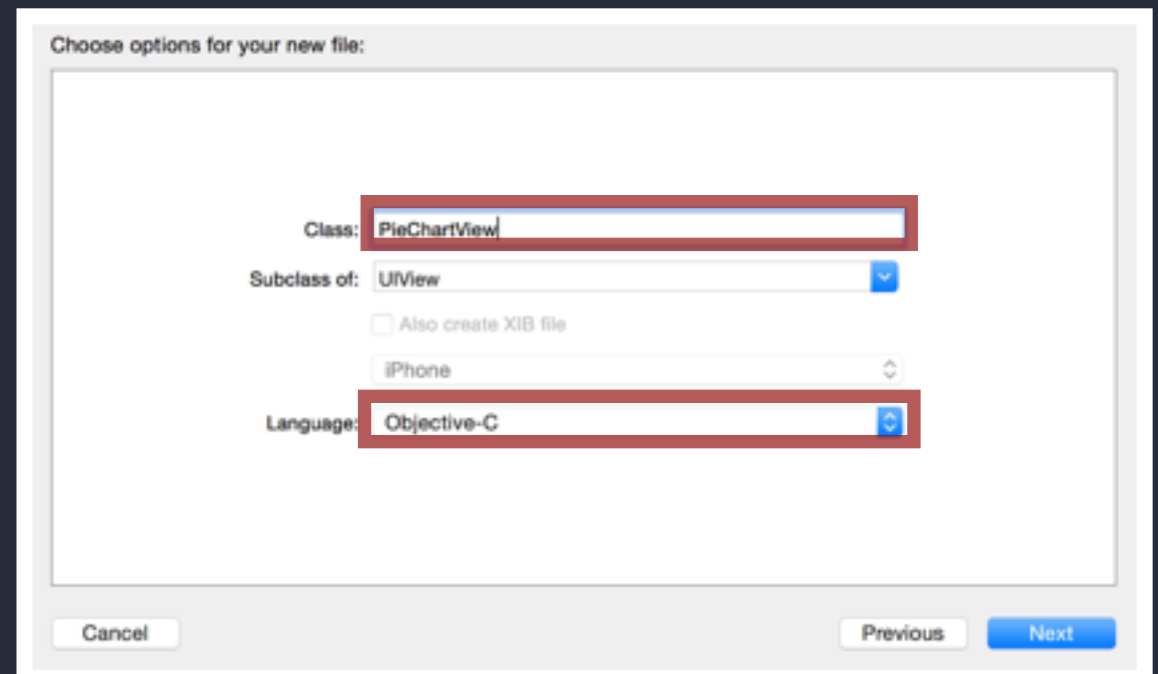 Choose options for your new file:
Class: PieChartView
Subclass of: UIView
Also create XIB file
iPhone
Language: Objective-C
Cancel Previous Next